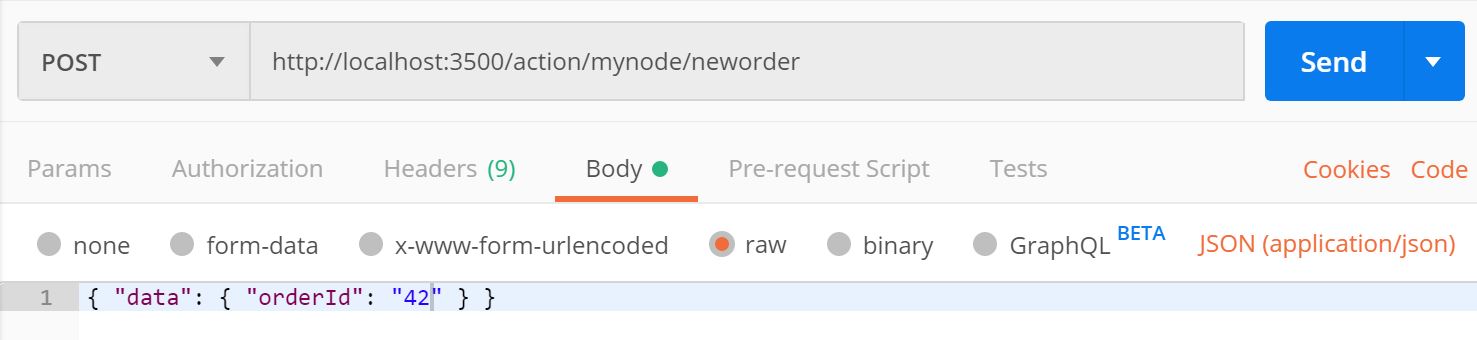 POST http://localhost:3500/action/mynode/neworder Send
Params Authorization Headers (9) Body Pre-request Script Tests Cookies Code
none form-data x-www-form-urlencoded raw binary GraphQL BETA JSON (application/json)
1 { "data": { "orderId": "42" } }